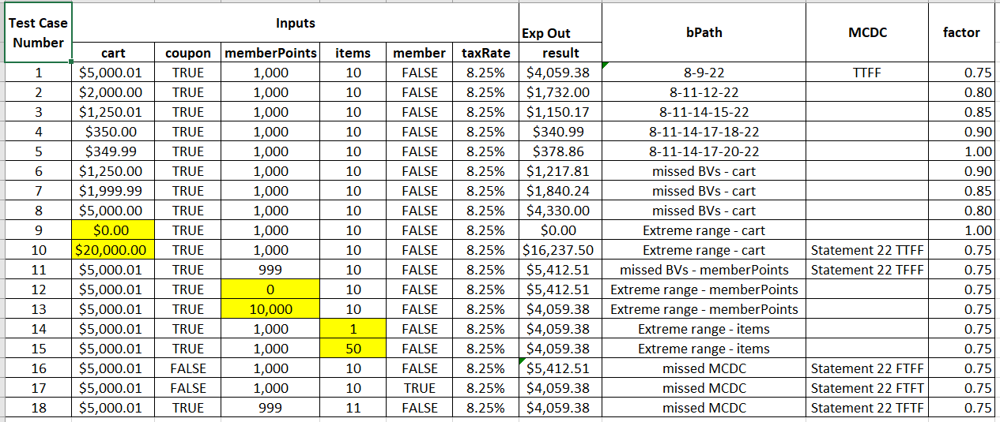 Test Case Number Inputs Exp Out bPath MCDC factor
cart coupon memberPoints items member taxRate result
1 $5,000.01 TRUE 1,000 10 FALSE 8.25% $4,059.38 8-9-22 TTFF 0.75
2 $2,000.00 TRUE 1,000 10 FALSE 8.25% $1,732.00 8-11-12-22 0.80
3 $1,250.01 TRUE 1,000 10 FALSE 8.25% $1,150.17 8-11-14-15-22 0.85
4 $350.00 TRUE 1,000 10 FALSE 8.25% $340.99 8-11-14-17-18-22 0.90
5 $349.99 TRUE 1,000 10 FALSE 8.25% $378.86 8-11-14-17-20-22 1.00
6 $1,250.00 TRUE 1,000 10 FALSE 8.25% $1,217.81 missed BVs - cart 0.90
7 $1,999.99 TRUE 1,000 10 FALSE 8.25% $1,840.24 missed BVs - cart 0.85
8 $5,000.00 TRUE 1,000 10 FALSE 8.25% $4,330.00 missed BVs - cart 0.80
9 $0.00 TRUE 1,000 10 FALSE 8.25% $0.00 Extreme range - cart 1.00
10 $20,000.00 TRUE 1,000 10 FALSE 8.25% $16,237.50 Extreme range - cart Statement 22 TTFF 0.75
11 $5,000.01 TRUE 999 10 FALSE 8.25% $5,412.51 missed BVs - memberPoints Statement 22 TFFF 0.75
12 $5,000.01 TRUE 0 10 FALSE 8.25% $5,412.51 Extreme range - memberPoints 0.75
13 $5,000.01 TRUE 10,000 10 FALSE 8.25% $4,059.38 Extreme range - memberPoints 0.75
14 $5,000.01 TRUE 1,000 1 FALSE 8.25% $4,059.38 Extreme range - items 0.75
15 $5,000.01 TRUE 1,000 50 FALSE 8.25% $4,059.38 Extreme range - items 0.75
16 $5,000.01 FALSE 1,000 10 FALSE 8.25% $5,412.51 missed MCDC Statement 22 FTFF 0.75
17 $5,000.01 FALSE 1,000 10 TRUE 8.25% $4,059.38 missed MCDC Statement 22 FTFT 0.75
18 $5,000.01 TRUE 999 11 FALSE 8.25% $4,059.38 missed MCDC Statement 22 TFTF 0.75